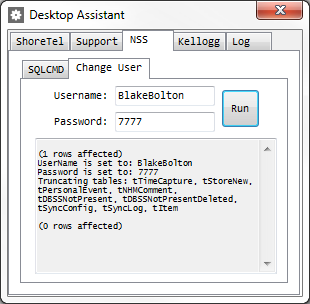 Desktop Assistant
ShoreTel Support NSS Kellogg Log
SQLCMD Change User
Username: BlakeBolton
Password: 7777
Run
(1 rows affected)
UserName is set to: BlakeBolton
Password is set to: 7777
Truncating tables: tTimeCapture, tStoreNew,
tPersonalEvent, tNHMComment,
tDBSSNotPresent, tDBSSNotPresentDeleted,
tSyncConfig, tSyncLog, tItem
(0 rows affected)